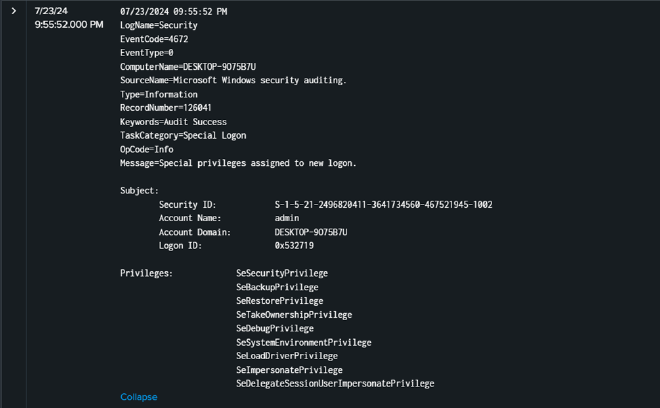 7/23/24
9:55:52.000 PM
07/23/2024 09:55:52 PM
LogName=Security
EventCode=4672
EventType=0
ComputerName=DESKTOP-9O75B7U
SourceName=Microsoft Windows security auditing.
Type=Information
RecordNumber=126041
Keywords=Audit Success
TaskCategory=Special Logon
OpCode=Info
Message=Special privileges assigned to new logon.
Subject:
Security ID: S-1-5-21-2496820411-3641734560-467521945-1002
Account Name: admin
Account Domain: DESKTOP-9O75B7U
Logon ID: 0x532719
Privileges: SeSecurityPrivilege
SeBackupPrivilege
SeRestorePrivilege
SeTakeOwnershipPrivilege
SeDebugPrivilege
SeSystemEnvironmentPrivilege
SeLoadDriverPrivilege
SeImpersonatePrivilege
SeDelegateSessionUserImpersonatePrivilege
Collapse